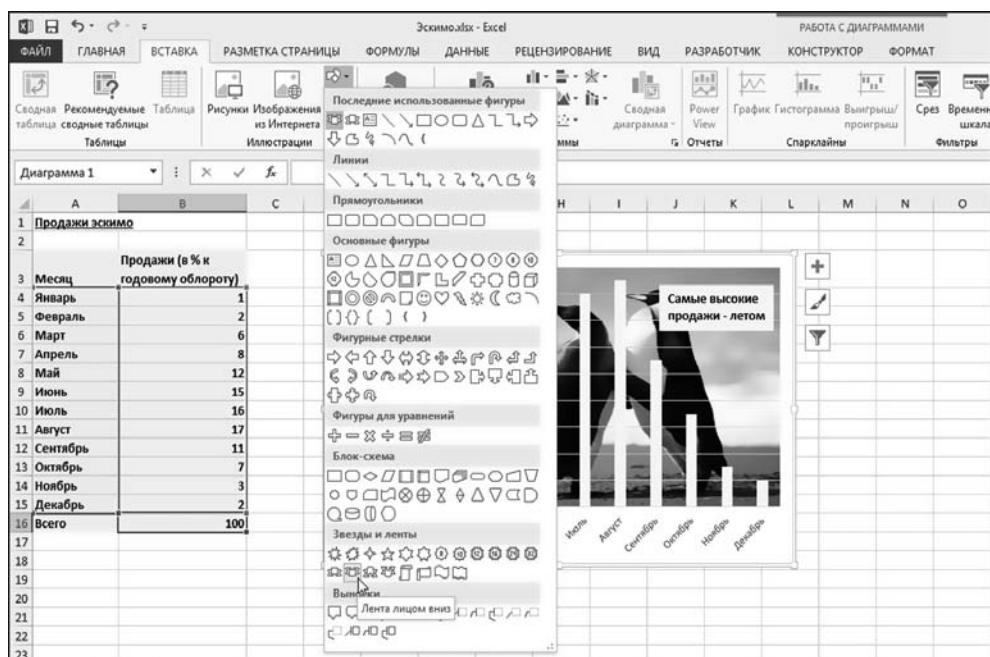 Эскимо.xlsx - Excel
РАБОТА С ДИАГРАММАМИ
ФАЙЛ ГЛАВНАЯ ВСТАВКА РАЗМЕТКА СТРАНИЦЫ ФОРМУЛЫ ДАННЫЕ РЕЦЕНЗИРОВАНИЕ ВИД РАЗРАБОТЧИК КОНСТРУКТОР ФОРМАТ
Сводная таблица
Рекомендуемые сводные таблицы
Таблица
Рисунки
Изображения из Интернета
Сводная диаграмма
Power View
График
Гистограмма
Выигрыш/проигрыш
Срез
Таблицы
Иллюстрации
Отчеты
Спарклайны
Фильтры
Диаграмма 1
fx
Последние использованные фигуры
Линии
Прямоугольники
Основные фигуры
Фигурные стрелки
Фигуры для уравнений
Блок-схема
Звезды и ленты
Выноски
Лента лицом вниз
A B C H I J K L M N O
1 Продажи эскимо
2
3 Месяц Продажи (в % к годовому облороту)
4 Январь 1
5 Февраль 2
6 Март 6
7 Апрель 8
8 Май 12
9 Июнь 15
10 Июль 16
11 Август 17
12 Сентябрь 11
13 Октябрь 7
14 Ноябрь 3
15 Декабрь 2
16 Всего 100
17
18
19
20
21
22
23
Самые высокие
продажи - летом
Июль Август Сентябрь Октябрь Ноябрь Декабрь